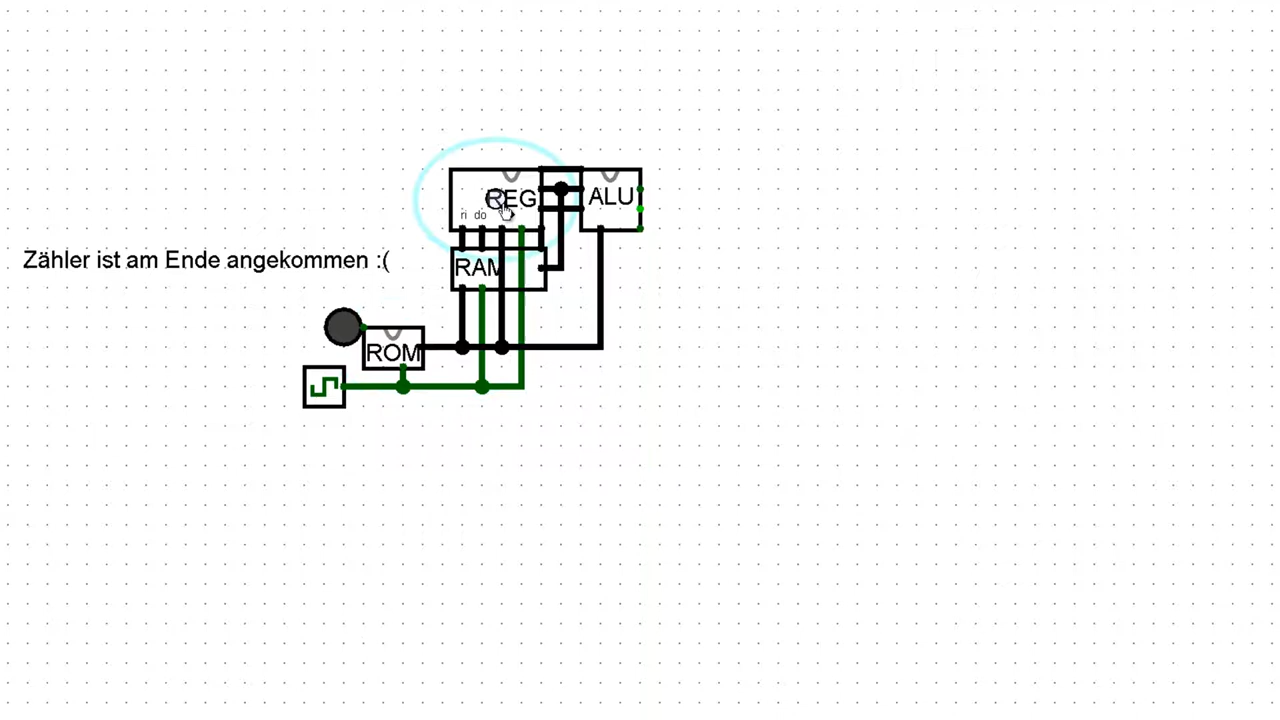 REG
ALU
ri do
Zähler ist am Ende angekommen :(
RAM
ROM